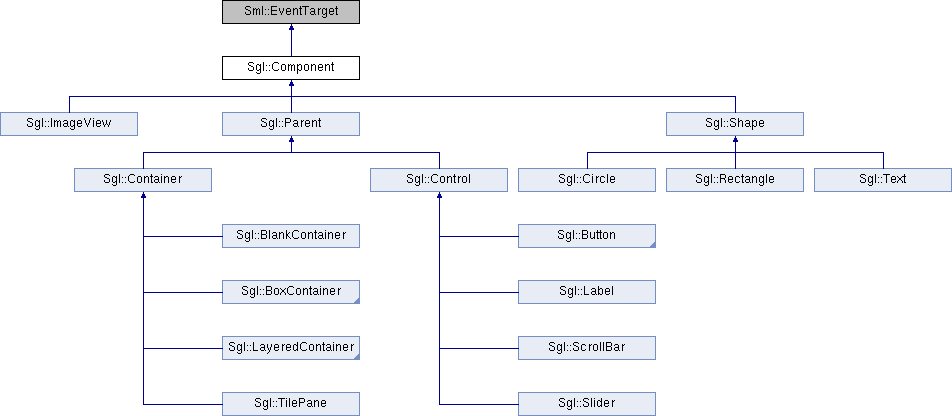 Sml::EventTarget
Sgl::Component
Sgl::ImageView
Sgl::Parent
Sgl::Shape
Sgl::Container
Sgl::Control
Sgl::Circle
Sgl::Rectangle
Sgl::Text
Sgl::BlankContainer
Sgl::Button
Sgl::BoxContainer
Sgl::Label
Sgl::LayeredContainer
Sgl::ScrollBar
Sgl::TilePane
Sgl::Slider